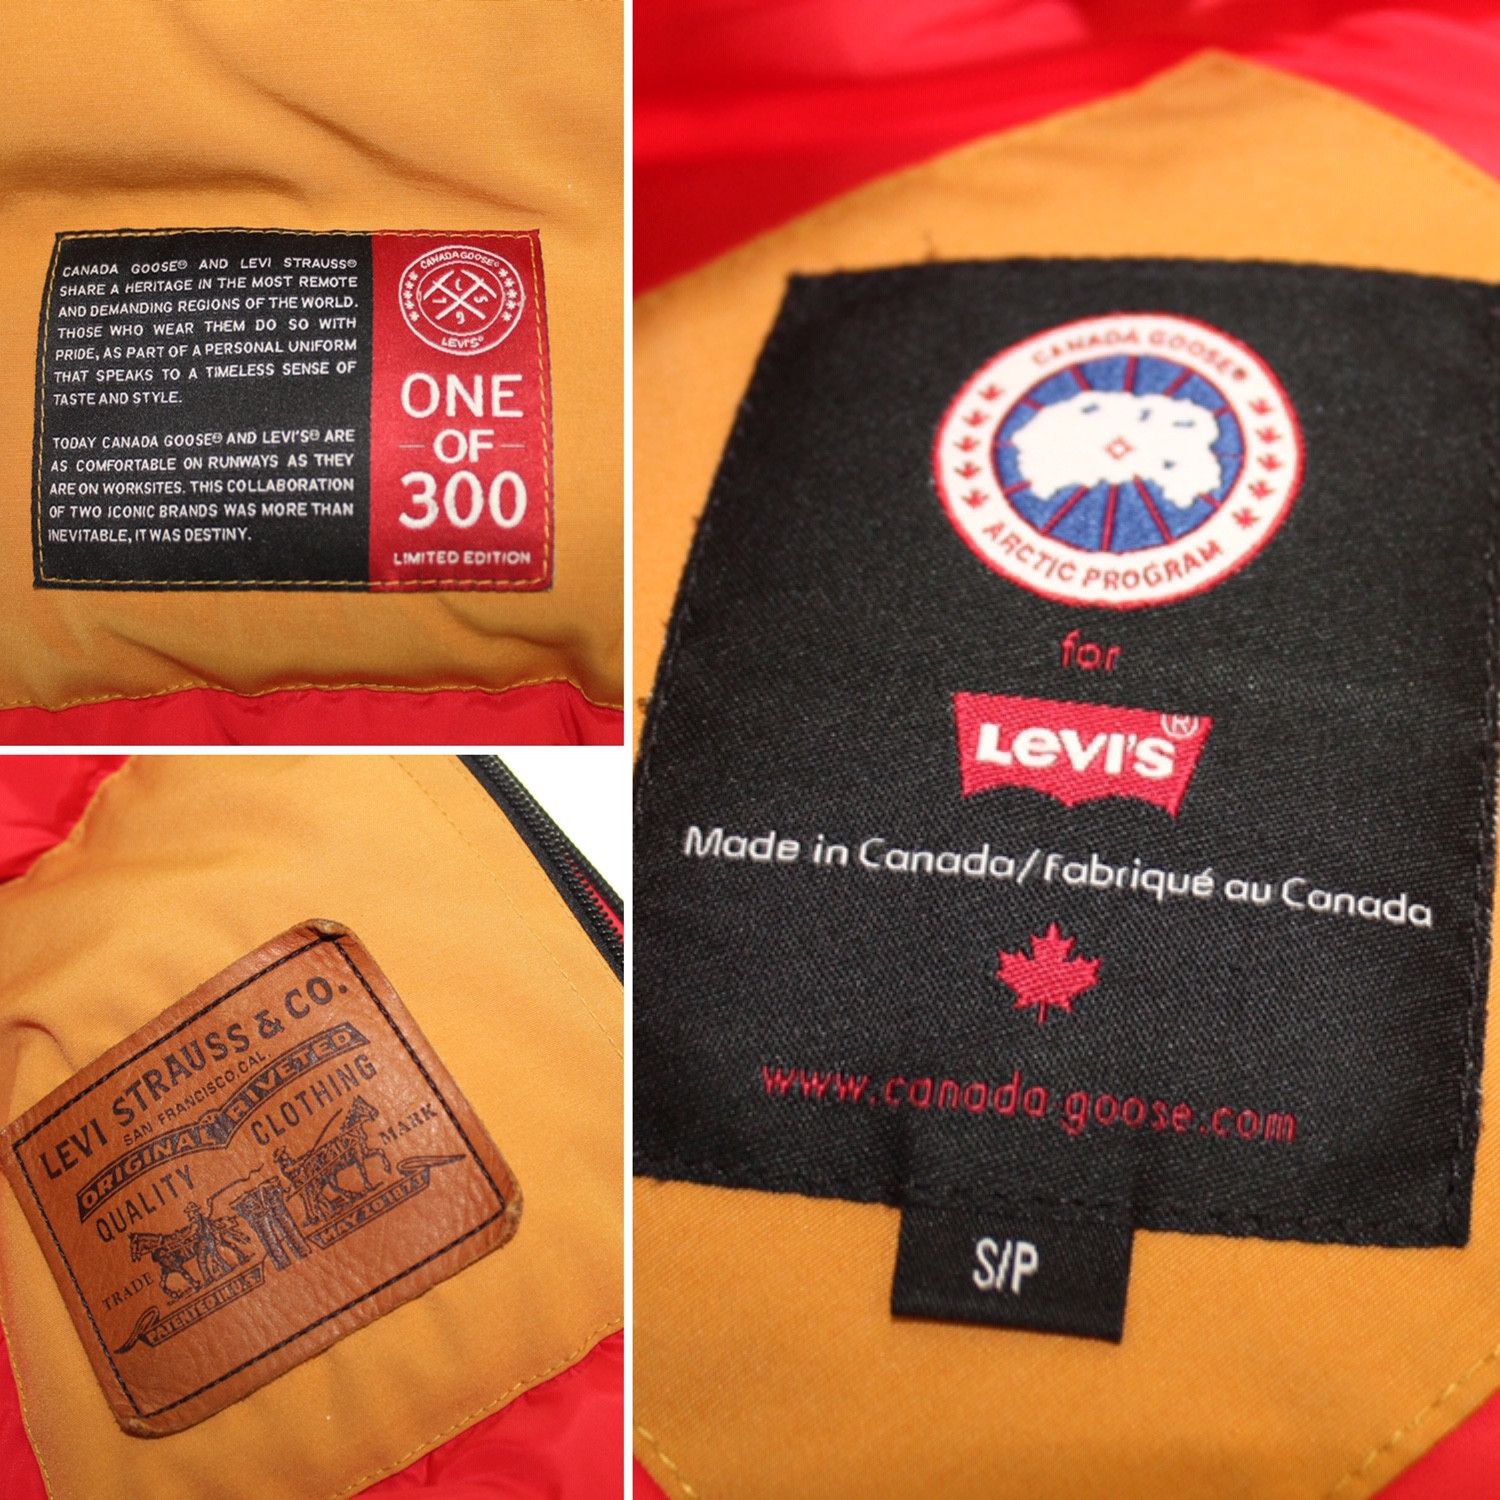 CANADA GOOSE® AND LEVI STRAUSS®
SHARE A HERITAGE IN THE MOST REMOTE
AND DEMANDING REGIONS OF THE WORLD.
THOSE WHO WEAR THEM DO SO WITH
PRIDE, AS PART OF A PERSONAL UNIFORM
THAT SPEAKS TO A TIMELESS SENSE OF
TASTE AND STYLE.
TODAY CANADA GOOSE® AND LEVI'S® ARE
AS COMFORTABLE ON RUNWAYS AS THEY
ARE ON WORKSITES. THIS COLLABORATION
OF TWO ICONIC BRANDS WAS MORE THAN
INEVITABLE, IT WAS DESTINY.
CANADA GOOSE®
LEVI'S®
ONE
OF
300
LIMITED EDITION
CANADA GOOSE®
ARCTIC PROGRAM
for
LEVI'S®
Made in Canada/Fabriqué au Canada
www.canada-goose.com
S/P
LEVI STRAUSS & CO.
SAN FRANCISCO, CAL.
ORIGINAL RIVETED
QUALITY CLOTHING
TRADE MARK
PATENTED IN U.S. MAY 20 1873